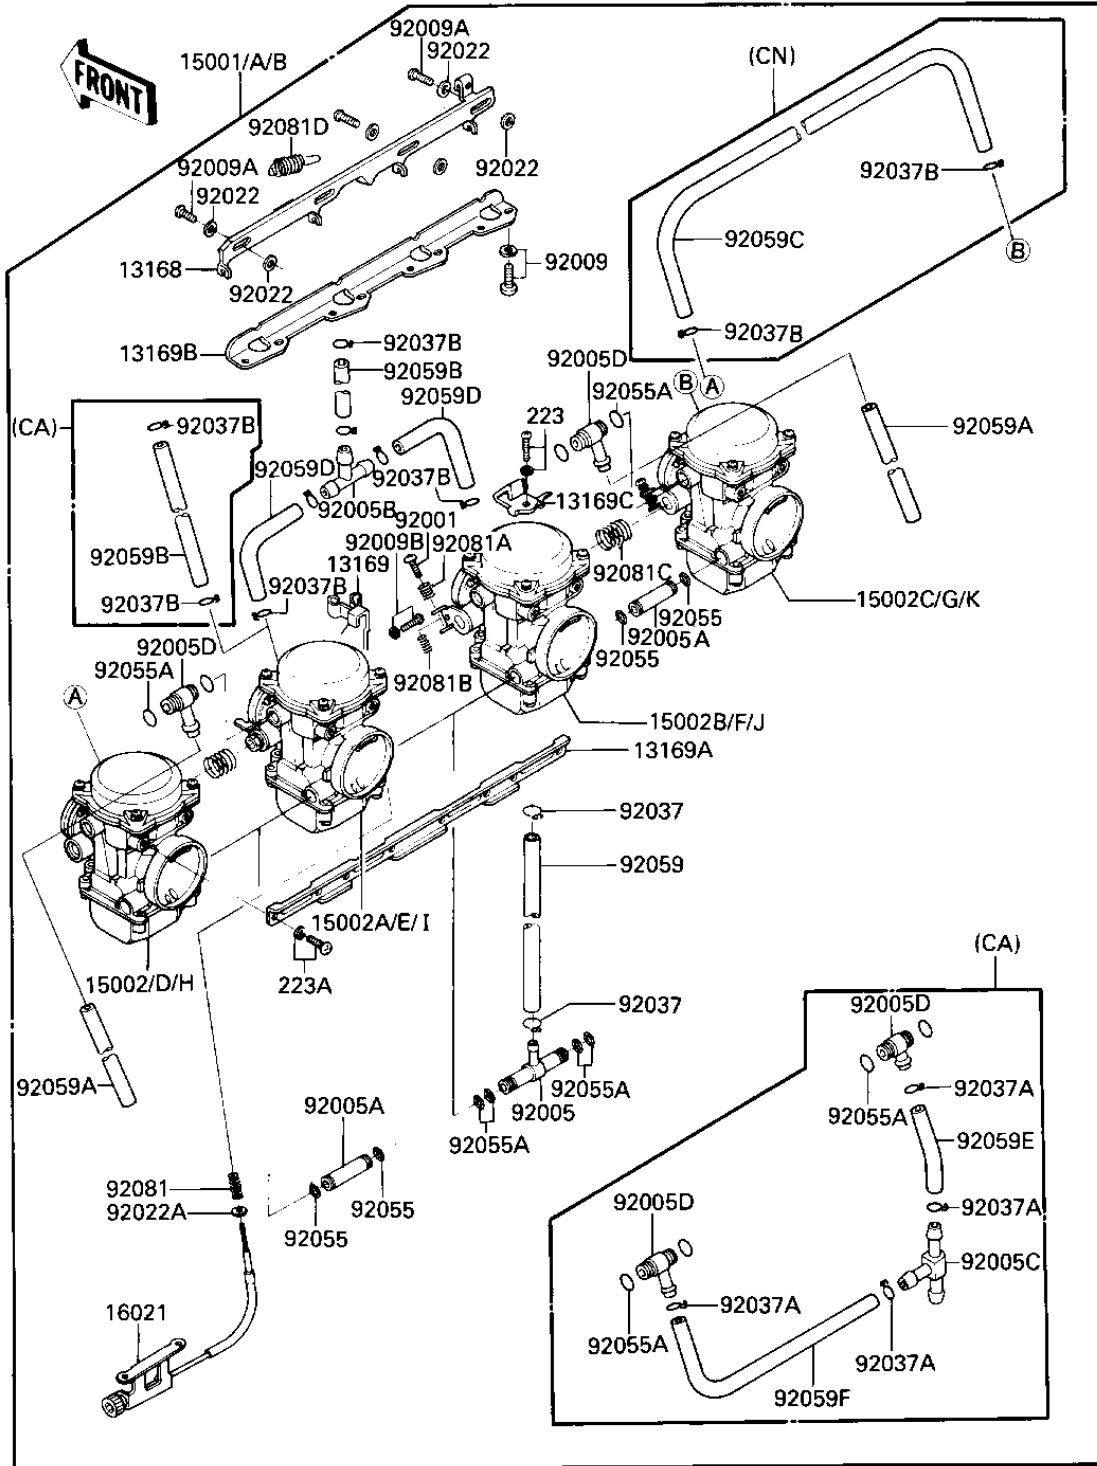 92009A
92022
15001/A/B
(CN)
FRONT
92081D
92009A
92022
92022
92037B
92059C
B
13168
92022
92009
92037B
13169B
92037B
92059B
92005D
B A
92055A
92059D
223
(CA)
92037B
92059A
92059D
92037B
13169C
92005B
92001
92009B
92081A
92059B
13169
92081C
92037B
92037B
15002C/G/K
92055
92005A
92055
92005D
92055A
92081B
A
15002B/F/J
13169A
92037
92059
15002A/E/I
(CA)
15002/D/H
223A
92037
92005D
92059A
92055A
92005
92037A
92055A
92005A
92055A
92059E
92081
92022A
92055
92055
92005D
92037A
92005C
16021
92037A
92055A
92037A
92059F